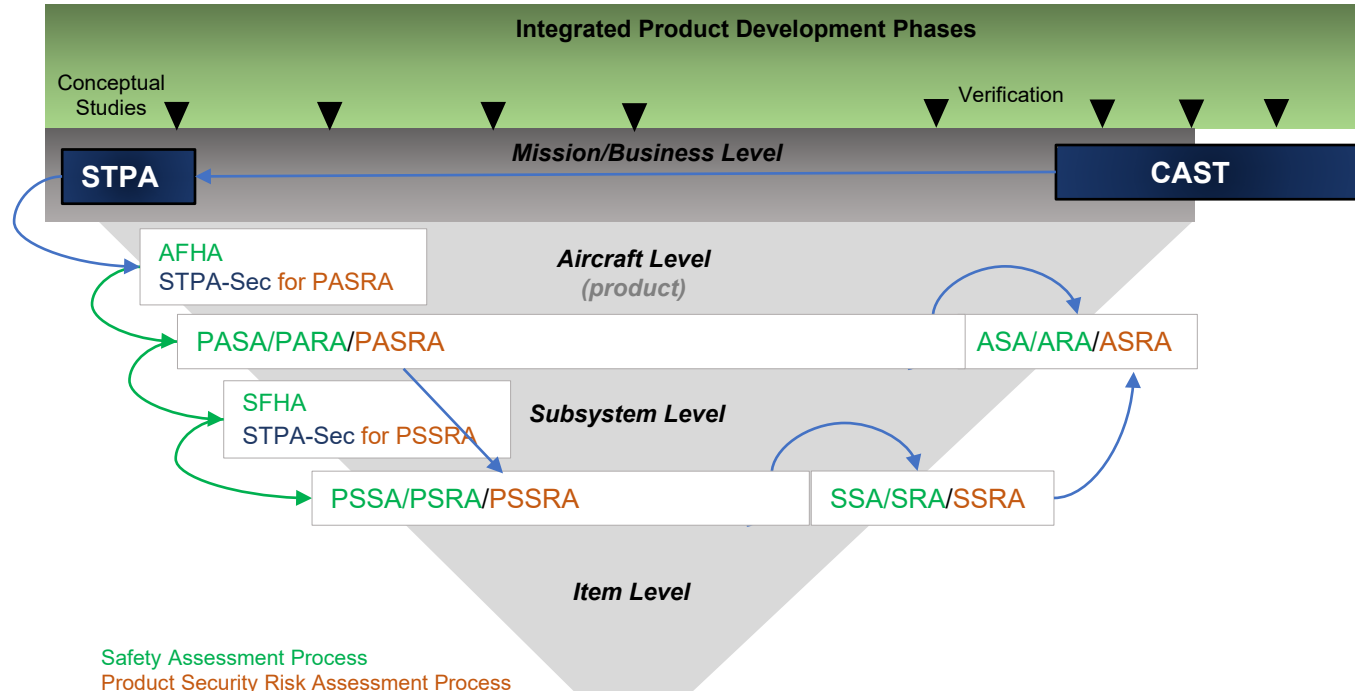 Integrated Product Development Phases
Conceptual
Studies
Verification
Mission/Business Level
STPA
CAST
AFHA
STPA-Sec for PASRA
Aircraft Level
(product)
PASA/PARA/PASRA
ASA/ARA/ASRA
SFHA
STPA-Sec for PSSRA
Subsystem Level
PSSA/PSRA/PSSRA
SSA/SRA/SSRA
Item Level
Safety Assessment Process
Product Security Risk Assessment Process